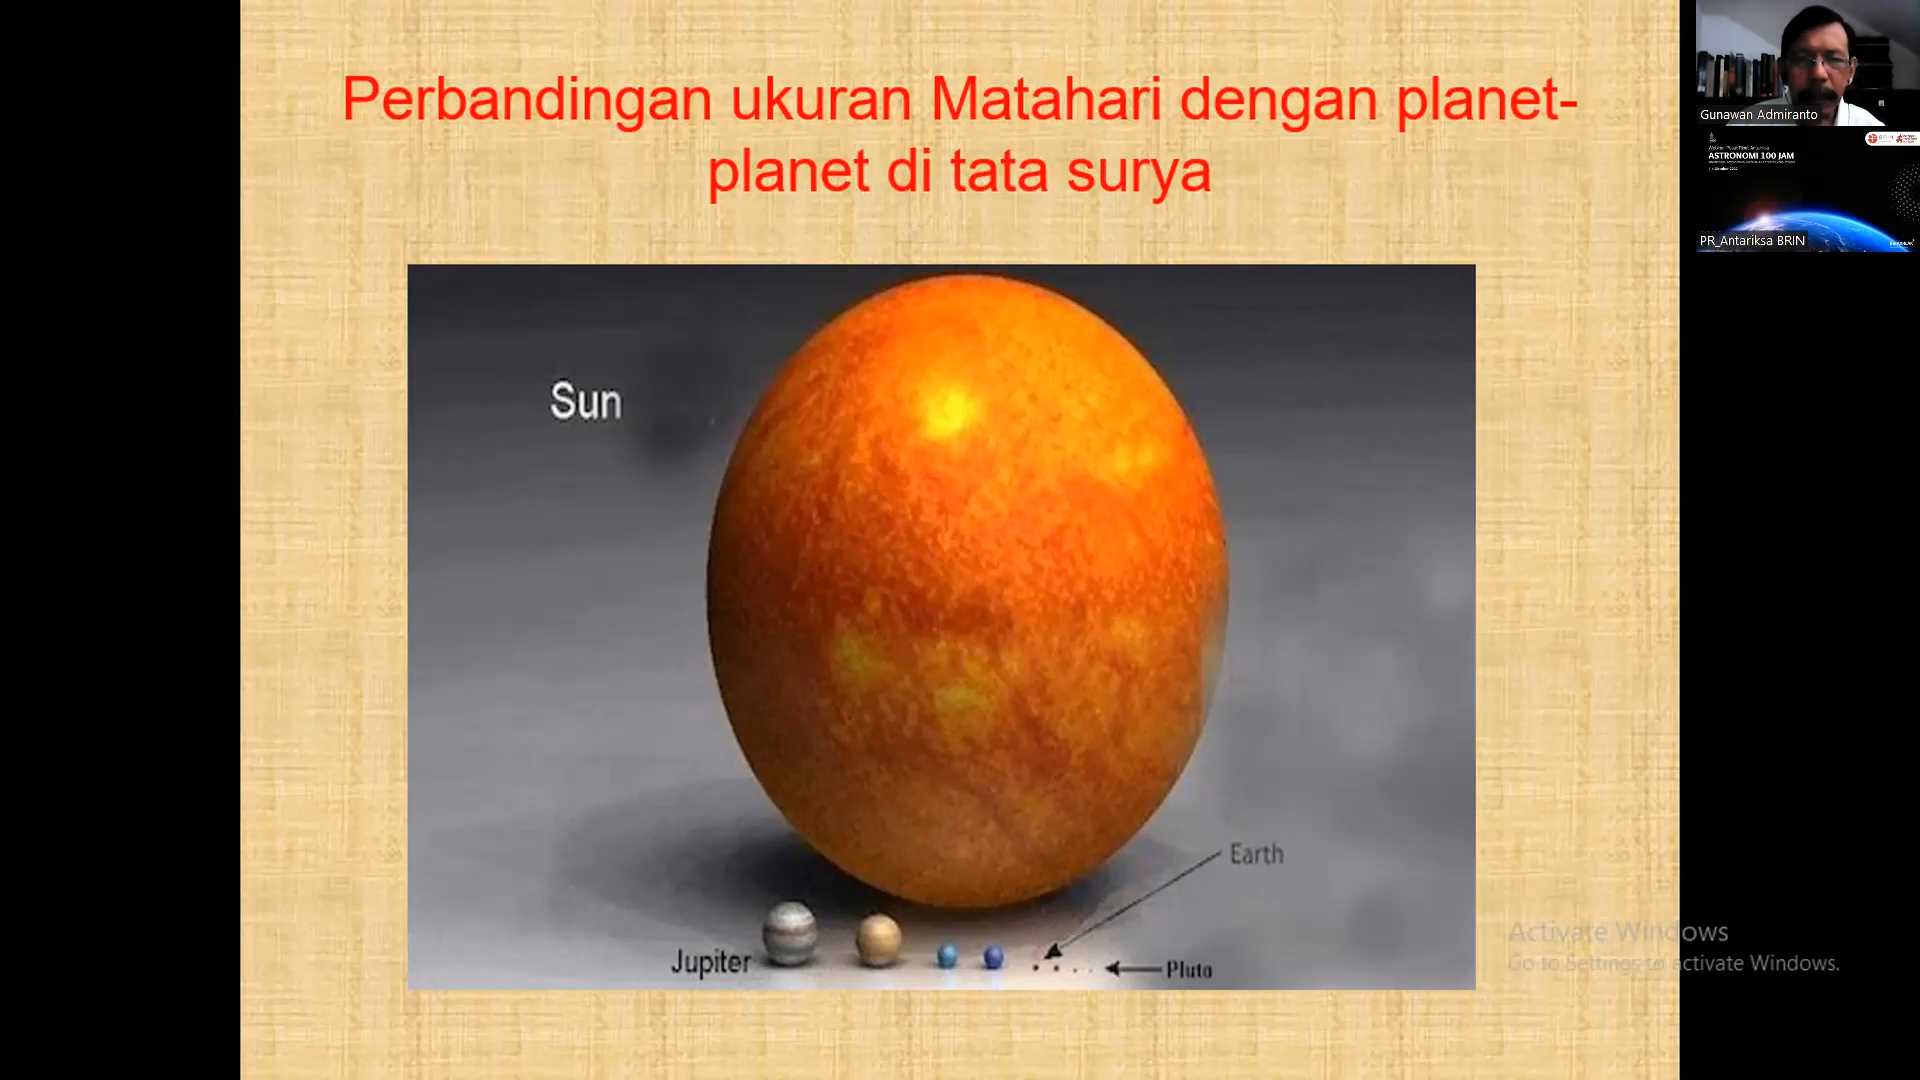 Perbandingan ukuran Matahari dengan planet-
planet di tata surya
Sun
Earth
Jupiter
Pluto
Gunawan Admiranto
ASTRONOMI 100 JAM
PR_Antariksa BRIN
Activate Windows
Go to Settings to activate Windows.